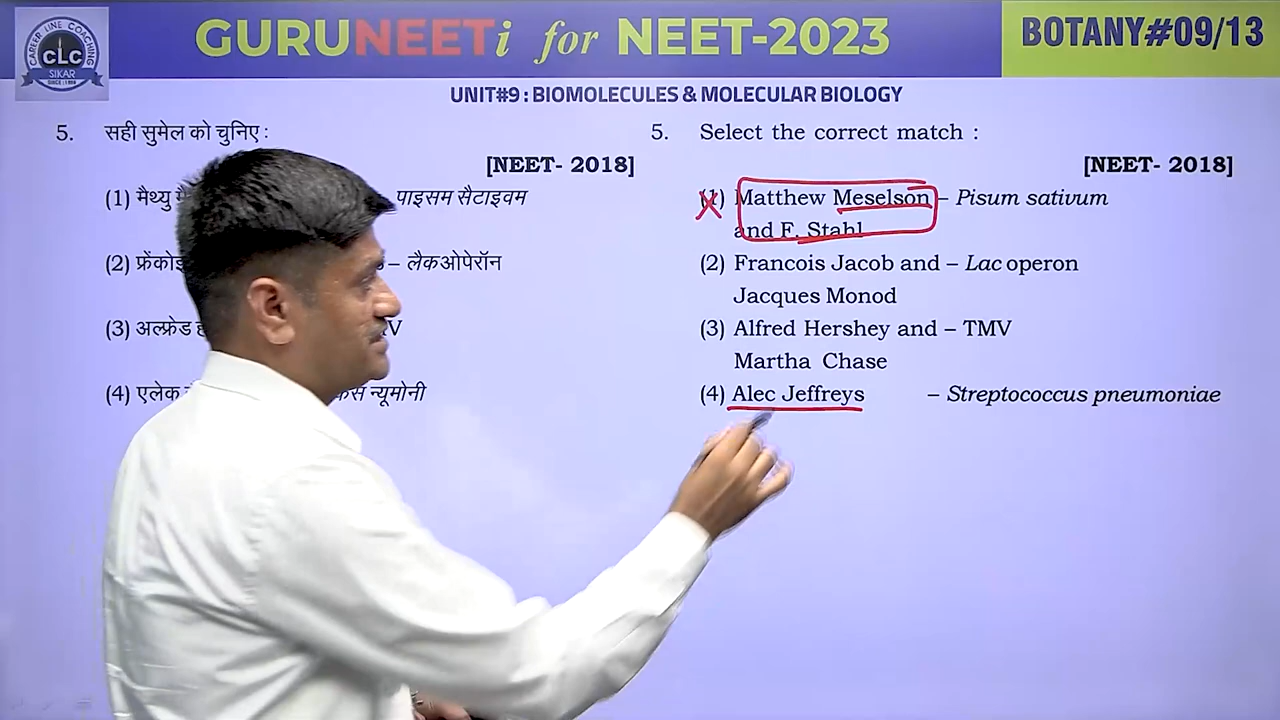 CAREER LINE COACHING
CLC
SIKAR
SINCE : 1996
GURUNEETi for NEET-2023
BOTANY#09/13
UNIT#9 : BIOMOLECULES & MOLECULAR BIOLOGY
5. सही सुमेल को चुनिए :
[NEET- 2018]
(1) मैथ्यु – पाइसम सैटाइवम
(2) – लैकओपेरॉन
(3) अल्फ्रेड
(4) एलेक न्यूमोनी
5. Select the correct match :
[NEET- 2018]
(1) Matthew Meselson – Pisum sativum
and F. Stahl
(2) Francois Jacob and – Lac operon
Jacques Monod
(3) Alfred Hershey and – TMV
Martha Chase
(4) Alec Jeffreys – Streptococcus pneumoniae